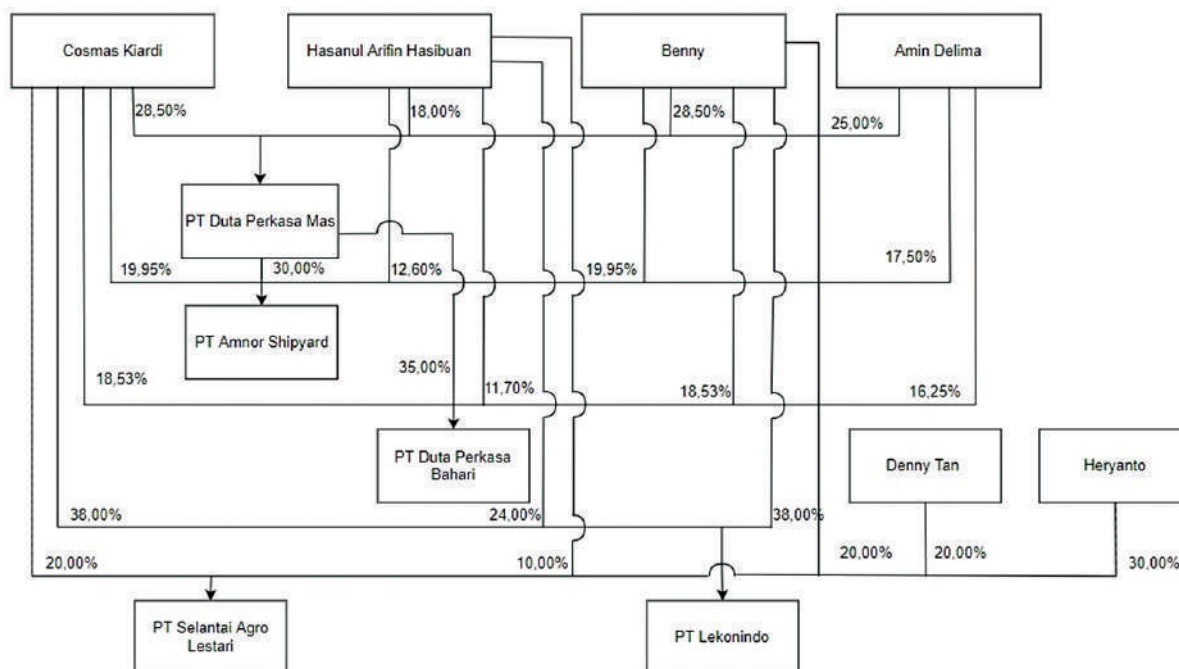 Cosmas Kiardi
Hasanul Arifin Hasibuan
Benny
Amin Delima
28,50%
18,00%
28,50%
25,00%
PT Duta Perkasa Mas
19,95%
30,00%
12,60%
19,95%
17,50%
PT Amnor Shipyard
35,00%
18,53%
11,70%
18,53%
16,25%
PT Duta Perkasa
Bahari
Denny Tan
Heryanto
38,00%
24,00%
38,00%
20,00%
10,00%
20,00%
20,00%
30,00%
PT Selantai Agro
Lestari
PT Lekonindo